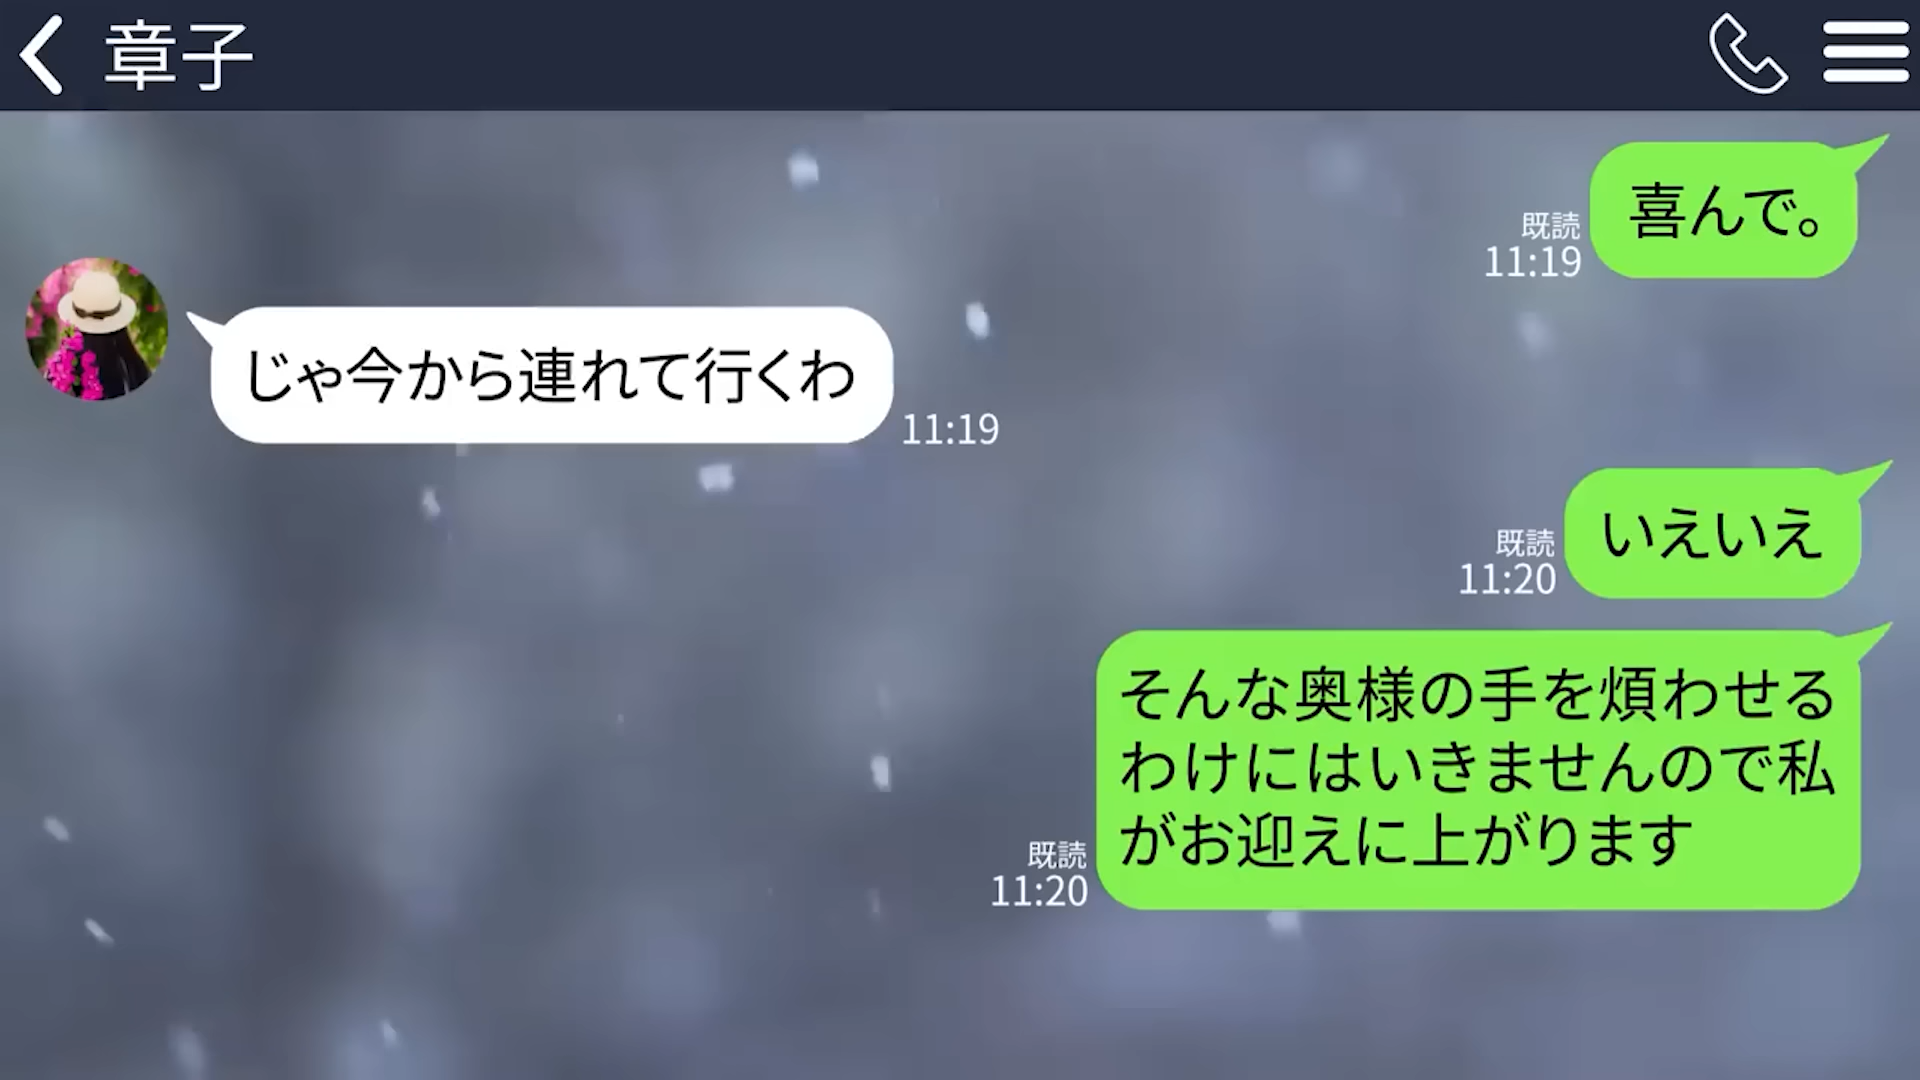 章子
喜んで。
既読
11:19
じゃ今から連れて行くわ
11:19
いえいえ
既読
11:20
そんな奥様の手を煩わせる
わけにはいきませんので私
がお迎えに上がります
既読
11:20